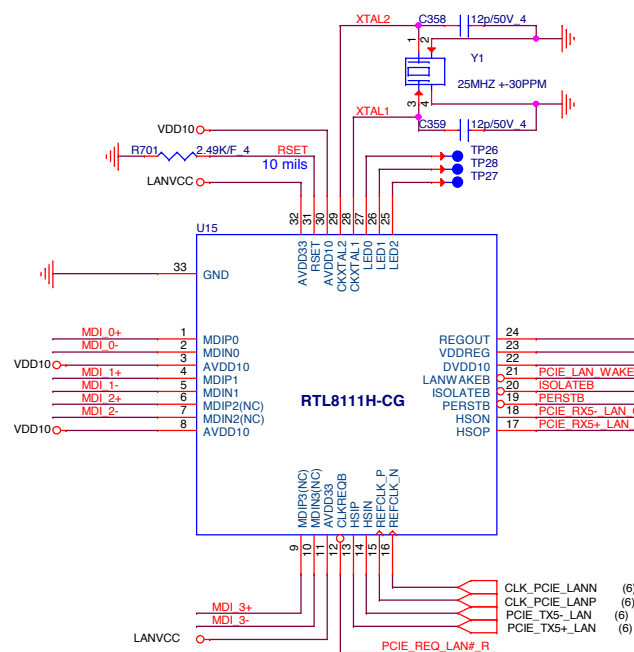 XTAL2
C358
12p/50V_4
1
2
Y1
25MHZ +-30PPM
3
4
XTAL1
C359
12p/50V_4
VDD10
R701
2.49K/F_4
RSET
10 mils
LANVCC
TP26
TP28
TP27
U15
32
31
30
29
28
27
26
25
AVDD33
RSET
AVDD10
CKXTAL2
CKXTAL1
LED0
LED1
LED2
33
GND
MDI_0+
1
MDIP0
MDI_0-
2
MDIN0
VDD10
3
AVDD10
MDI_1+
4
MDIP1
MDI_1-
5
MDIN1
MDI_2+
6
MDIP2(NC)
MDI_2-
7
MDIN2(NC)
VDD10
8
AVDD10
RTL8111H-CG
REGOUT
24
VDDREG
23
DVDD10
22
LANWAKEB
21
PCIE_LAN_WAKE
ISOLATEB
20
ISOLATEB
PERSTB
19
PERSTB
HSON
18
PCIE_RX5-_LAN_
HSOP
17
PCIE_RX5+_LAN_
MDIP3(NC)
MDIN3(NC)
AVDD33
CLKREQB
HSIP
HSIN
REFCLK_P
REFCLK_N
9
10
11
12
13
14
15
16
MDI_3+
MDI_3-
LANVCC
CLK_PCIE_LANN (6)
CLK_PCIE_LANP (6)
PCIE_TX5-_LAN (6)
PCIE_TX5+_LAN (6)
PCIE_REQ_LAN#_R